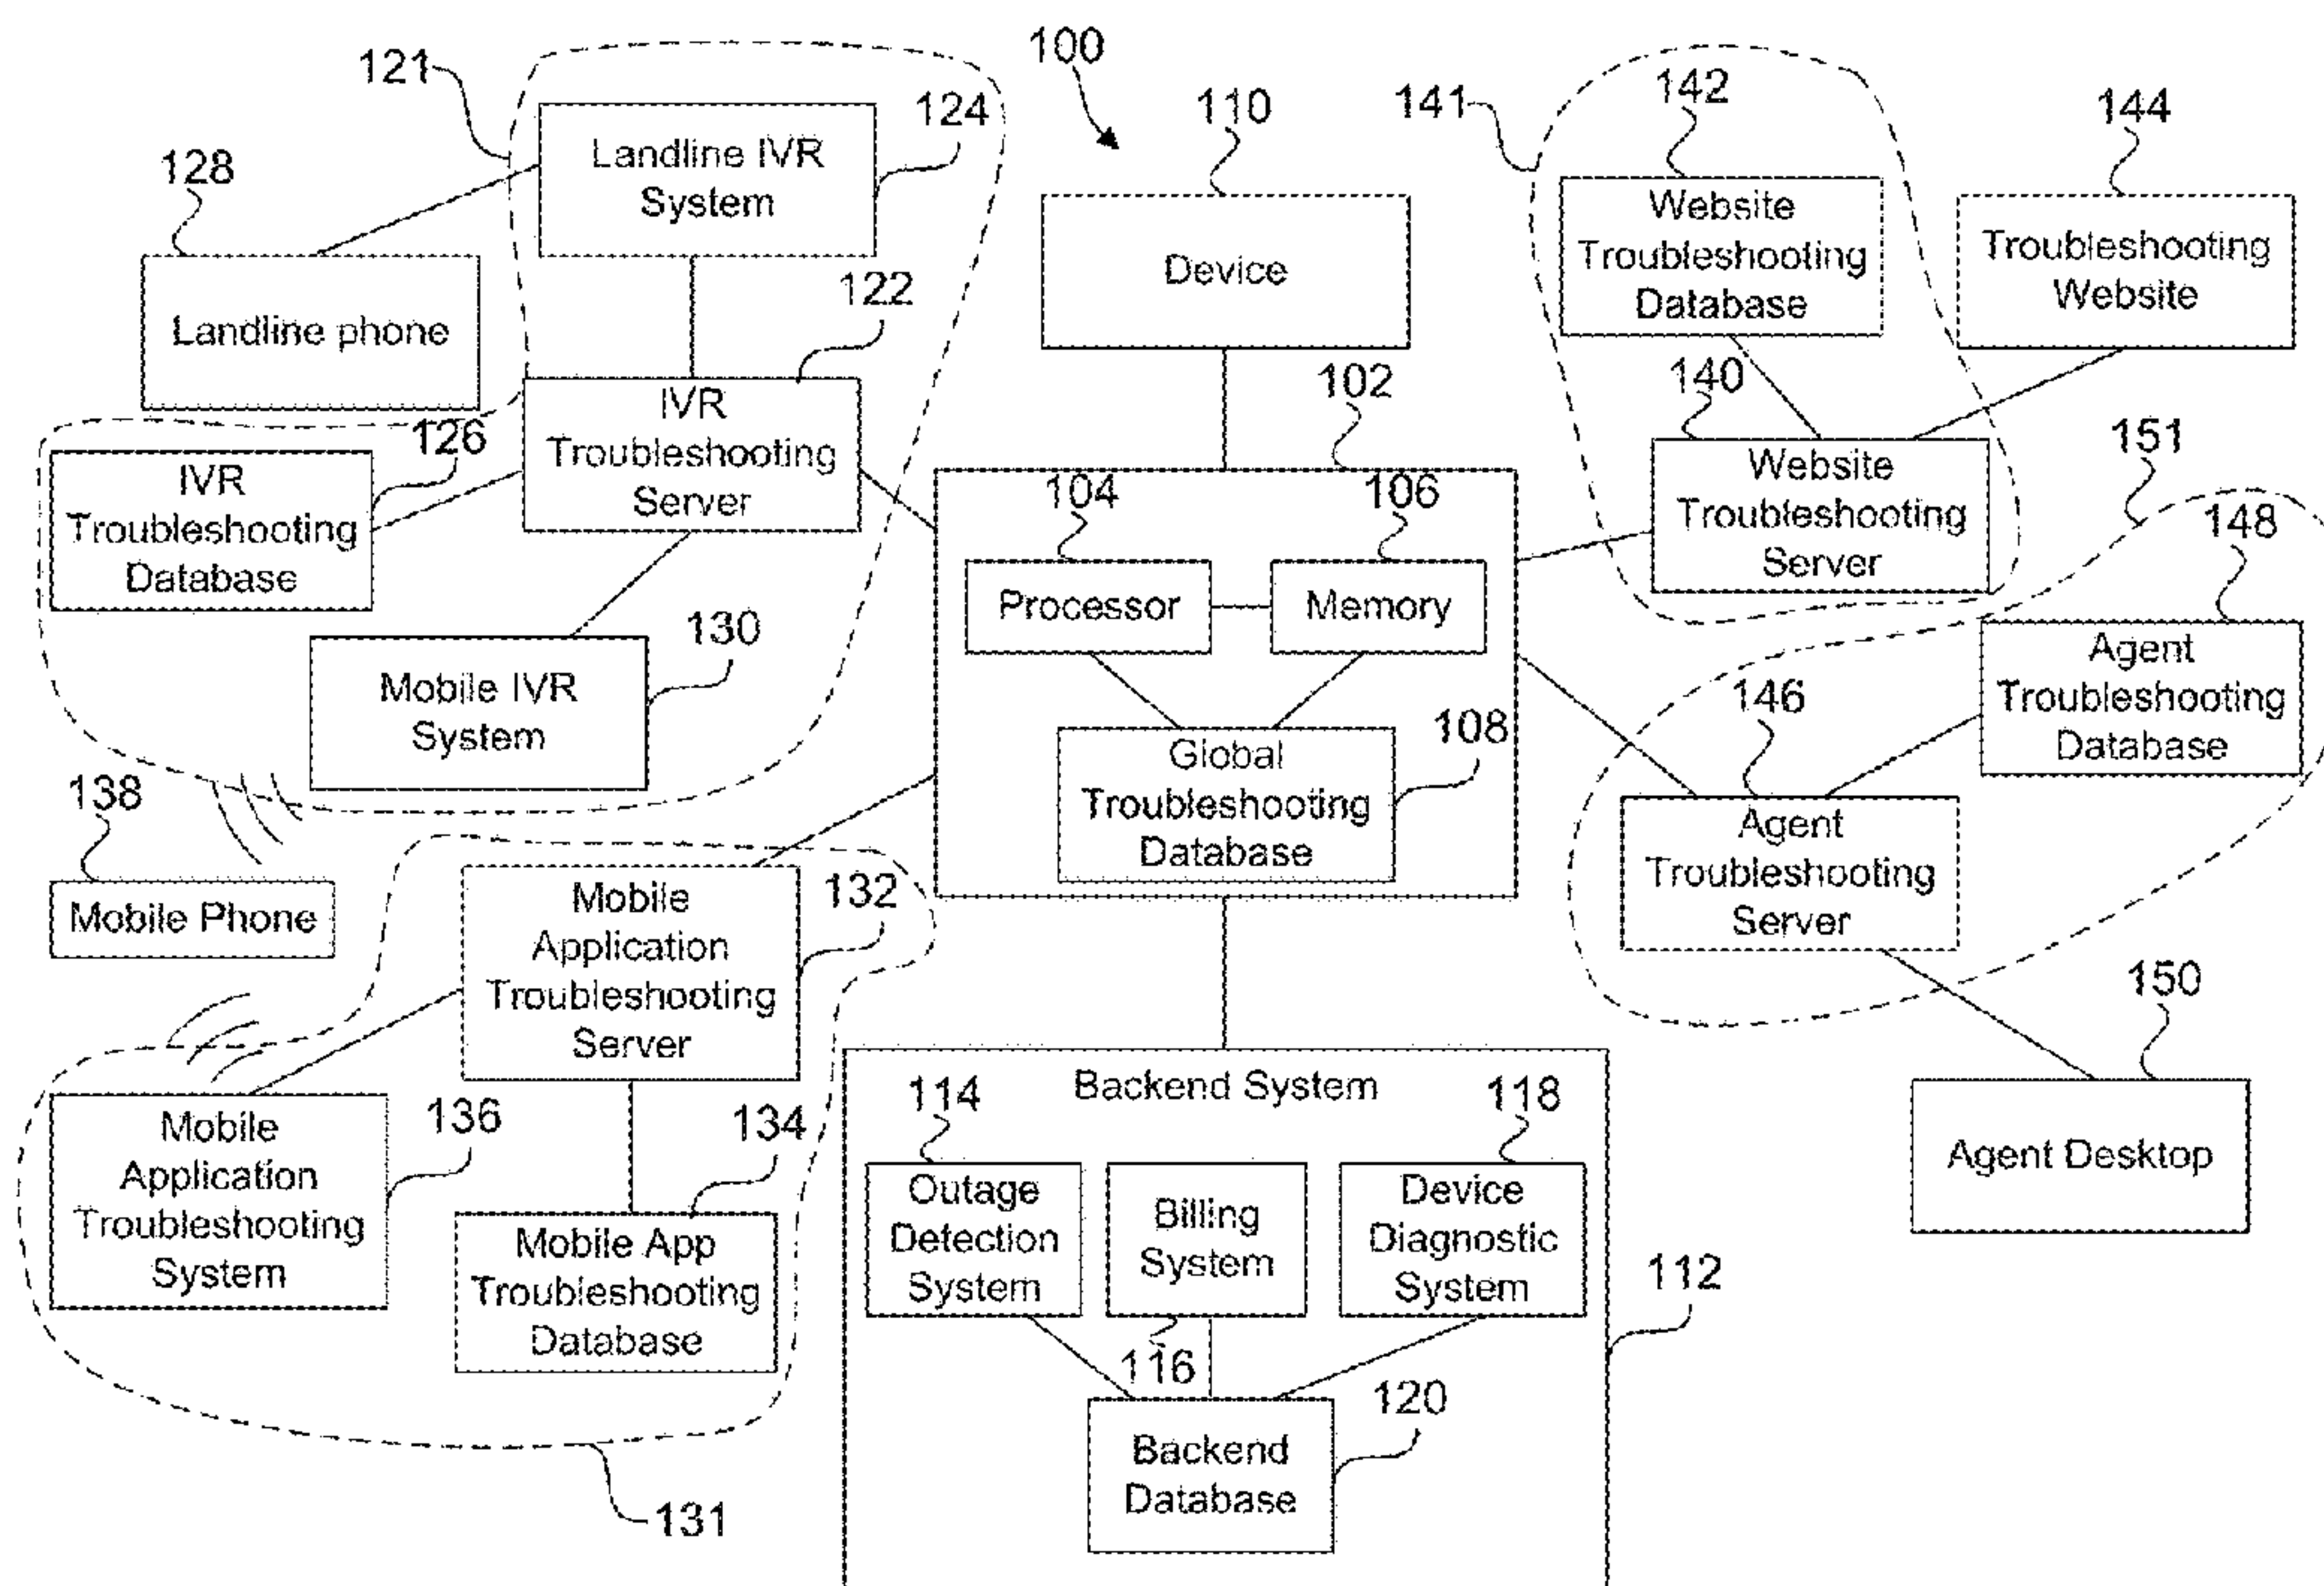 100
121
124
Landline IVR
System
128
Landline phone
122
IVR
Troubleshooting
Server
126
IVR
Troubleshooting
Database
130
Mobile IVR
System
110
Device
102
104
Processor
106
Memory
108
Global
Troubleshooting
Database
141
142
Website
Troubleshooting
Database
144
Troubleshooting
Website
140
Website
Troubleshooting
Server
151
148
Agent
Troubleshooting
Database
146
Agent
Troubleshooting
Server
150
Agent Desktop
138
Mobile Phone
132
Mobile
Application
Troubleshooting
Server
136
Mobile
Application
Troubleshooting
System
134
Mobile App
Troubleshooting
Database
131
Backend System
114
Outage
Detection
System
Billing
System
116
118
Device
Diagnostic
System
112
120
Backend
Database